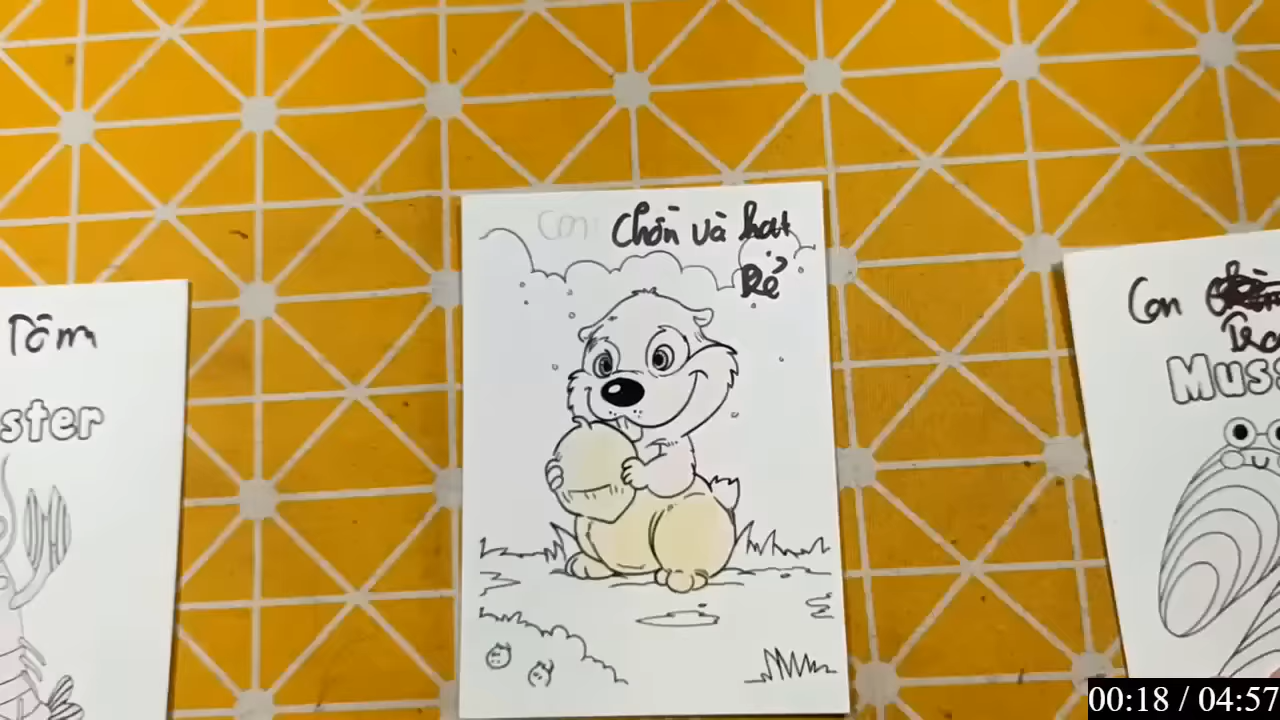 Tôm
ster
Con
Chồn và hạt
Dẻ
Con
Muss
00:18 / 04:57